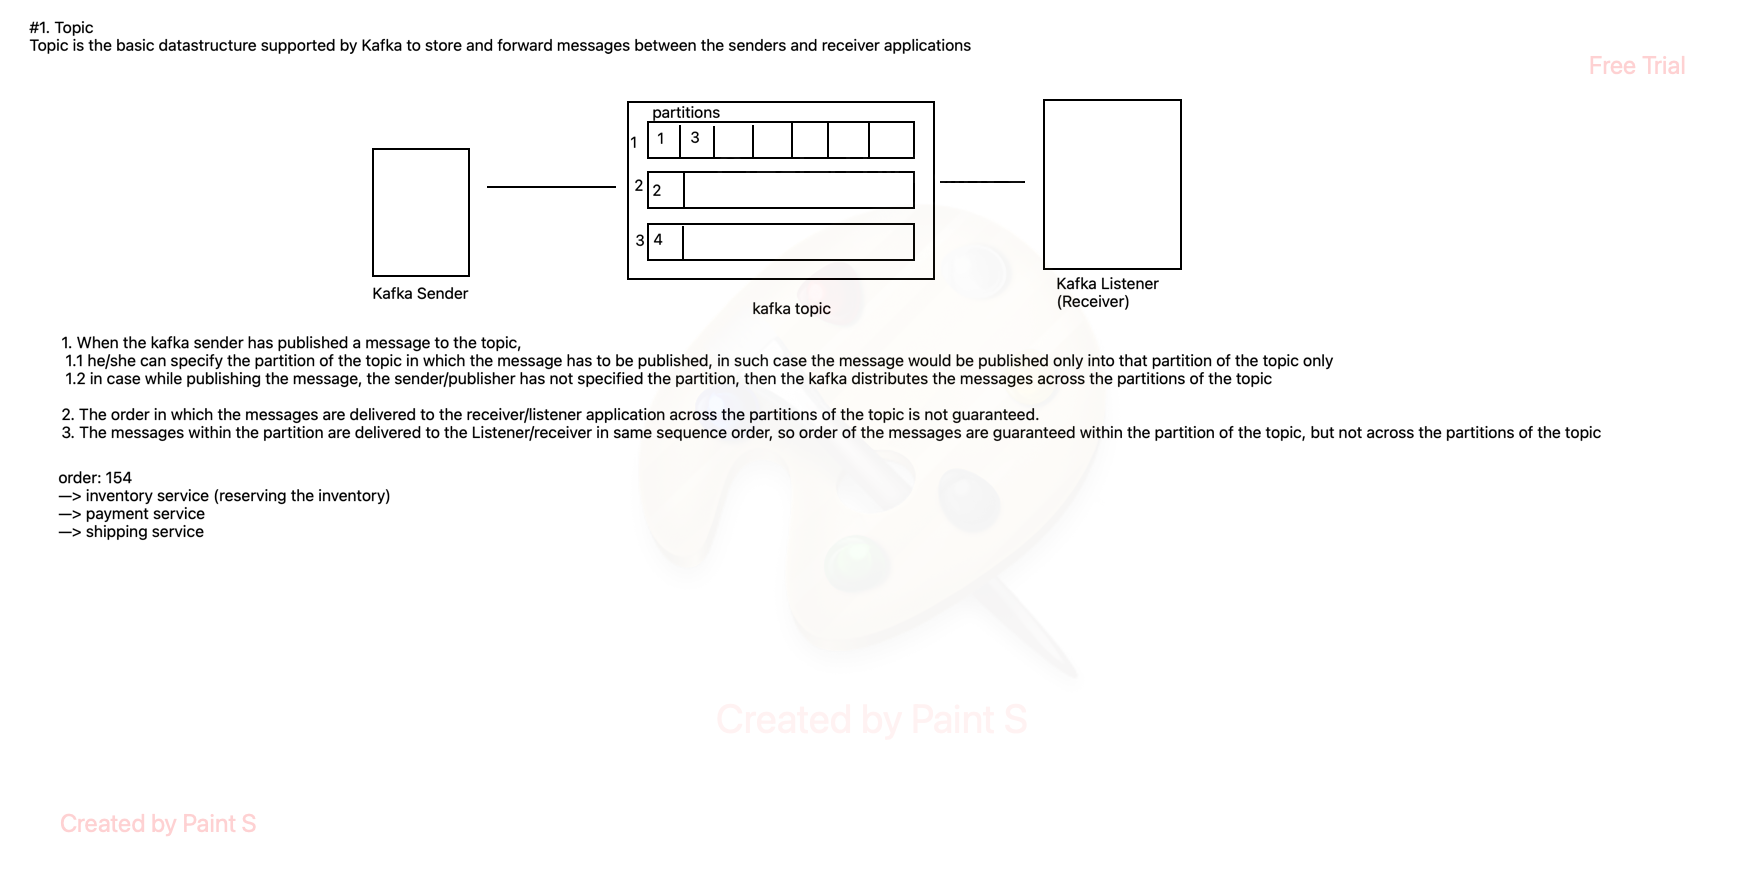 #1. Topic
Topic is the basic datastructure supported by Kafka to store and forward messages between the senders and receiver applications
Free Trial
partitions
1 1 3
2 2
3 4
Kafka Sender
kafka topic
Kafka Listener
(Receiver)
1. When the kafka sender has published a message to the topic,
1.1 he/she can specify the partition of the topic in which the message has to be published, in such case the message would be published only into that partition of the topic only
1.2 in case while publishing the message, the sender/publisher has not specified the partition, then the kafka distributes the messages across the partitions of the topic
2. The order in which the messages are delivered to the receiver/listener application across the partitions of the topic is not guaranteed.
3. The messages within the partition are delivered to the Listener/receiver in same sequence order, so order of the messages are guaranteed within the partition of the topic, but not across the partitions of the topic
order: 154
—> inventory service (reserving the inventory)
—> payment service
—> shipping service
Created by Paint S
Created by Paint S